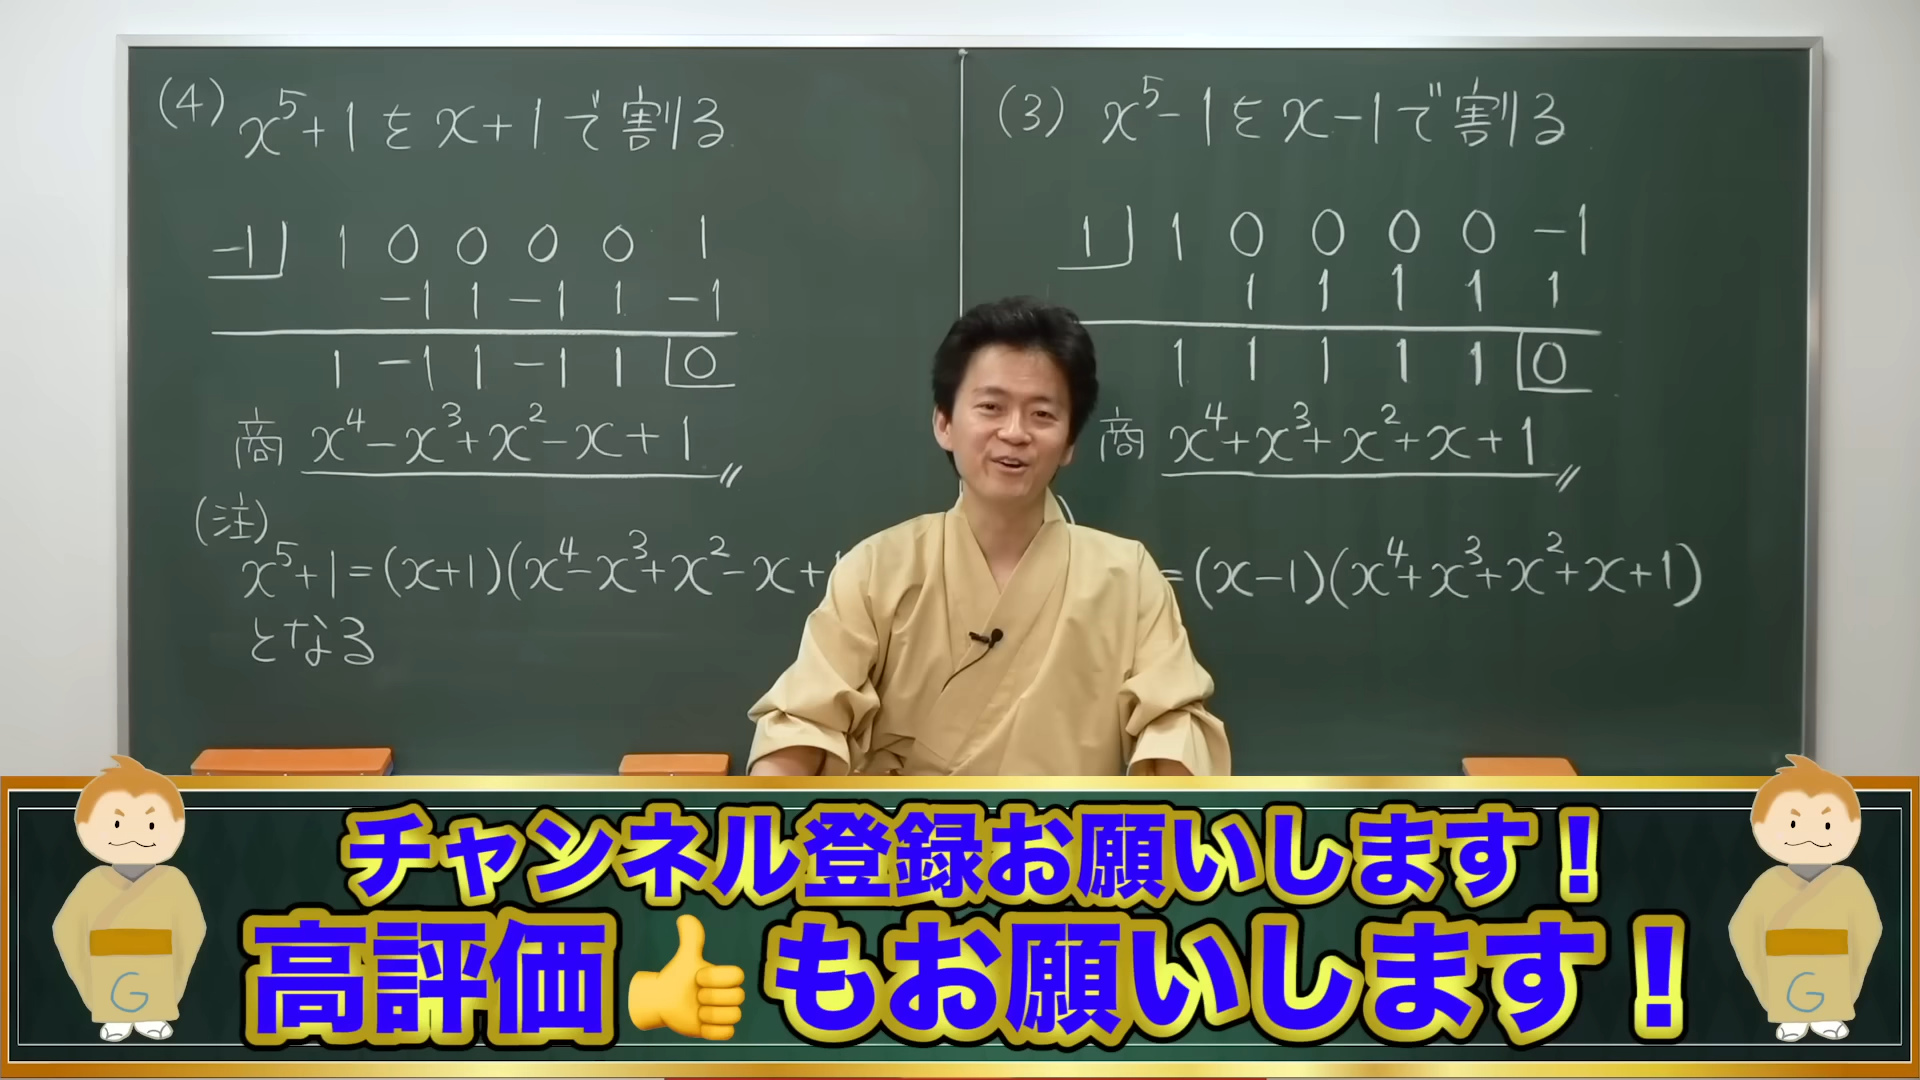 (4) x⁵+1をx+1で割る
-1 1 0 0 0 0 1
-1 1 -1 1 -1
1 -1 1 -1 1 0
商 x⁴-x³+x²-x+1
(注)
x⁵+1=(x+1)(x⁴-x³+x²-x+
となる
(3) x⁵-1をx-1で割る
1 1 0 0 0 0 -1
1 1 1 1 1
1 1 1 1 1 0
商 x⁴+x³+x²+x+1
=(x-1)(x⁴+x³+x²+x+1)
チャンネル登録お願いします!
高評価👍もお願いします!
G
G